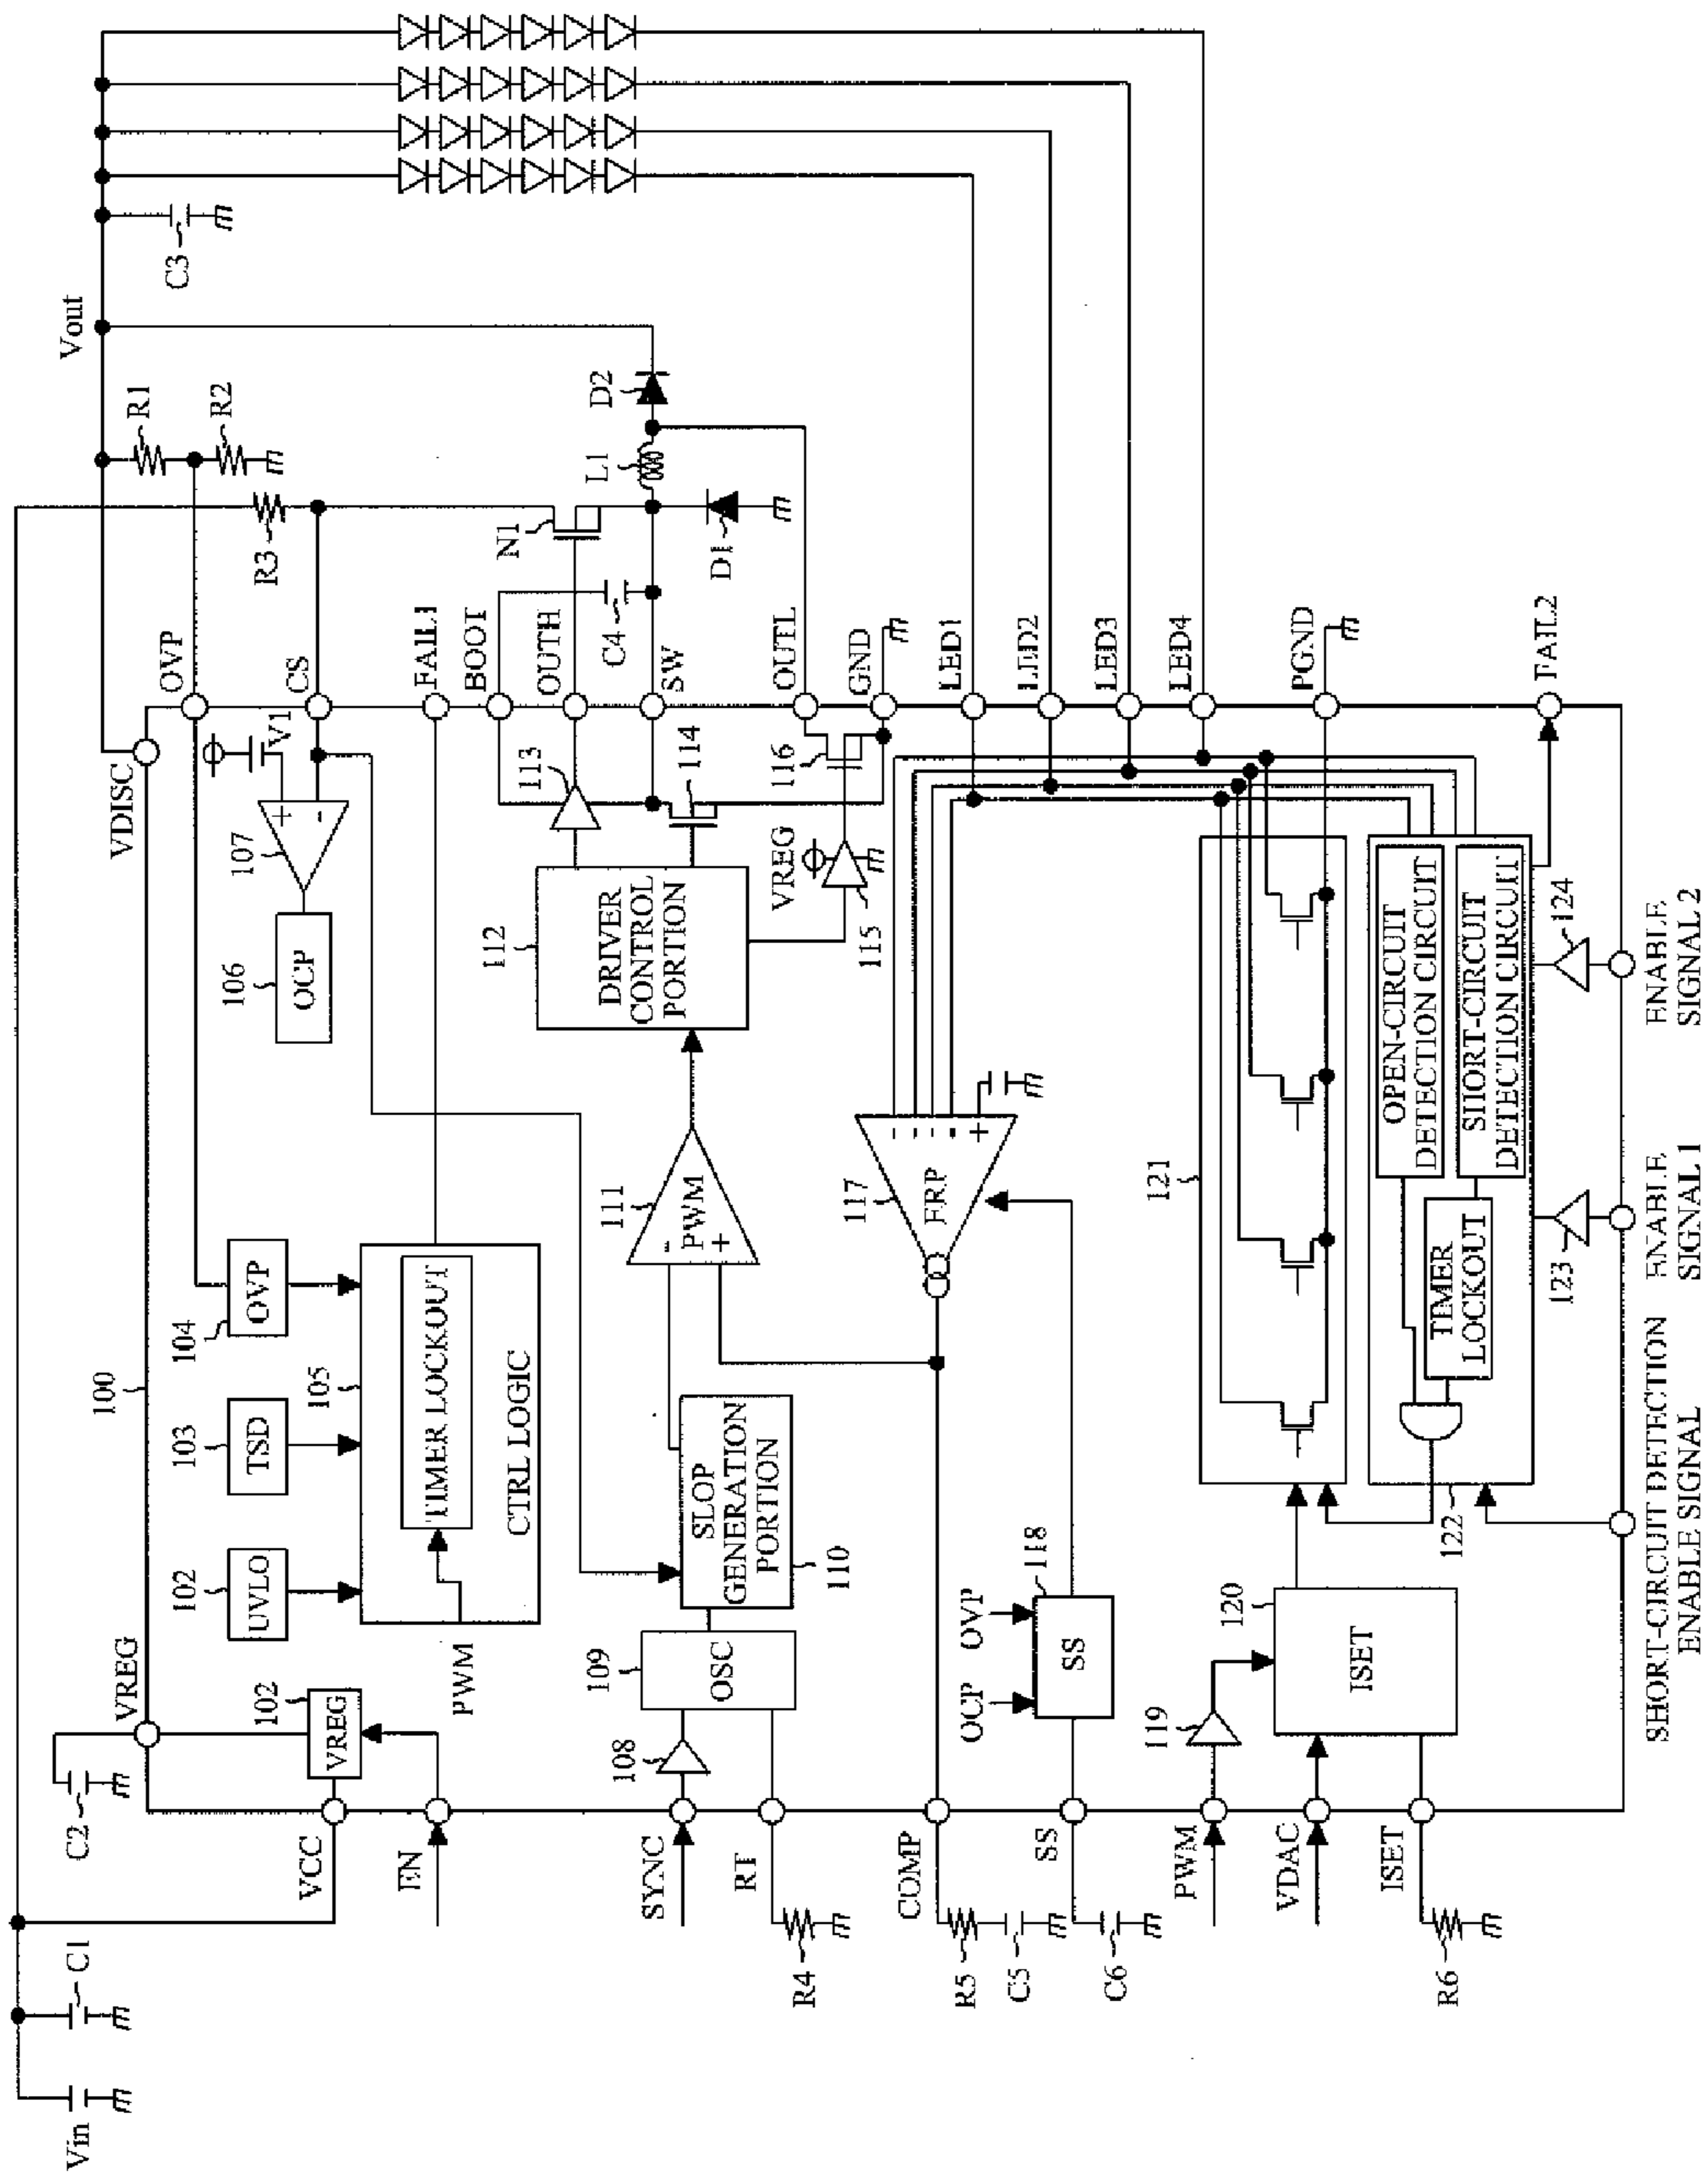 Vin
C1
C2
VREG
100
VDISC
Vout
R1
R2
R3
C3
VCC
VREG
102
EN
UVLO
102
TSD
103
OVP
104
105
TIMER LOCKOUT
CTRL LOGIC
PWM
OCP
106
107
+
-
V1
OVP
CS
FAIL1
BOOT
OUTH
SW
N1
C4
L1
D1
D2
SYNC
108
OSC
109
RT
R4
SLOP
GENERATION
PORTION
110
PWM
-
+
111
DRIVER
CONTROL
PORTION
112
113
114
VREG
115
116
OUTL
GND
COMP
R5
C5
ERP
117
-
-
-
-
+
SS
C6
OCP
OVP
SS
118
LED1
LED2
LED3
LED4
PGND
FAIL2
PWM
119
VDAC
ISET
R6
ISET
120
121
122
OPEN-CIRCUIT
DETECTION CIRCUIT
SHORT-CIRCUIT
DETECTION CIRCUIT
TIMER
LOCKOUT
123
124
SHORT-CIRCUIT DETECTION
ENABLE SIGNAL
ENABLE
SIGNAL 1
ENABLE
SIGNAL 2